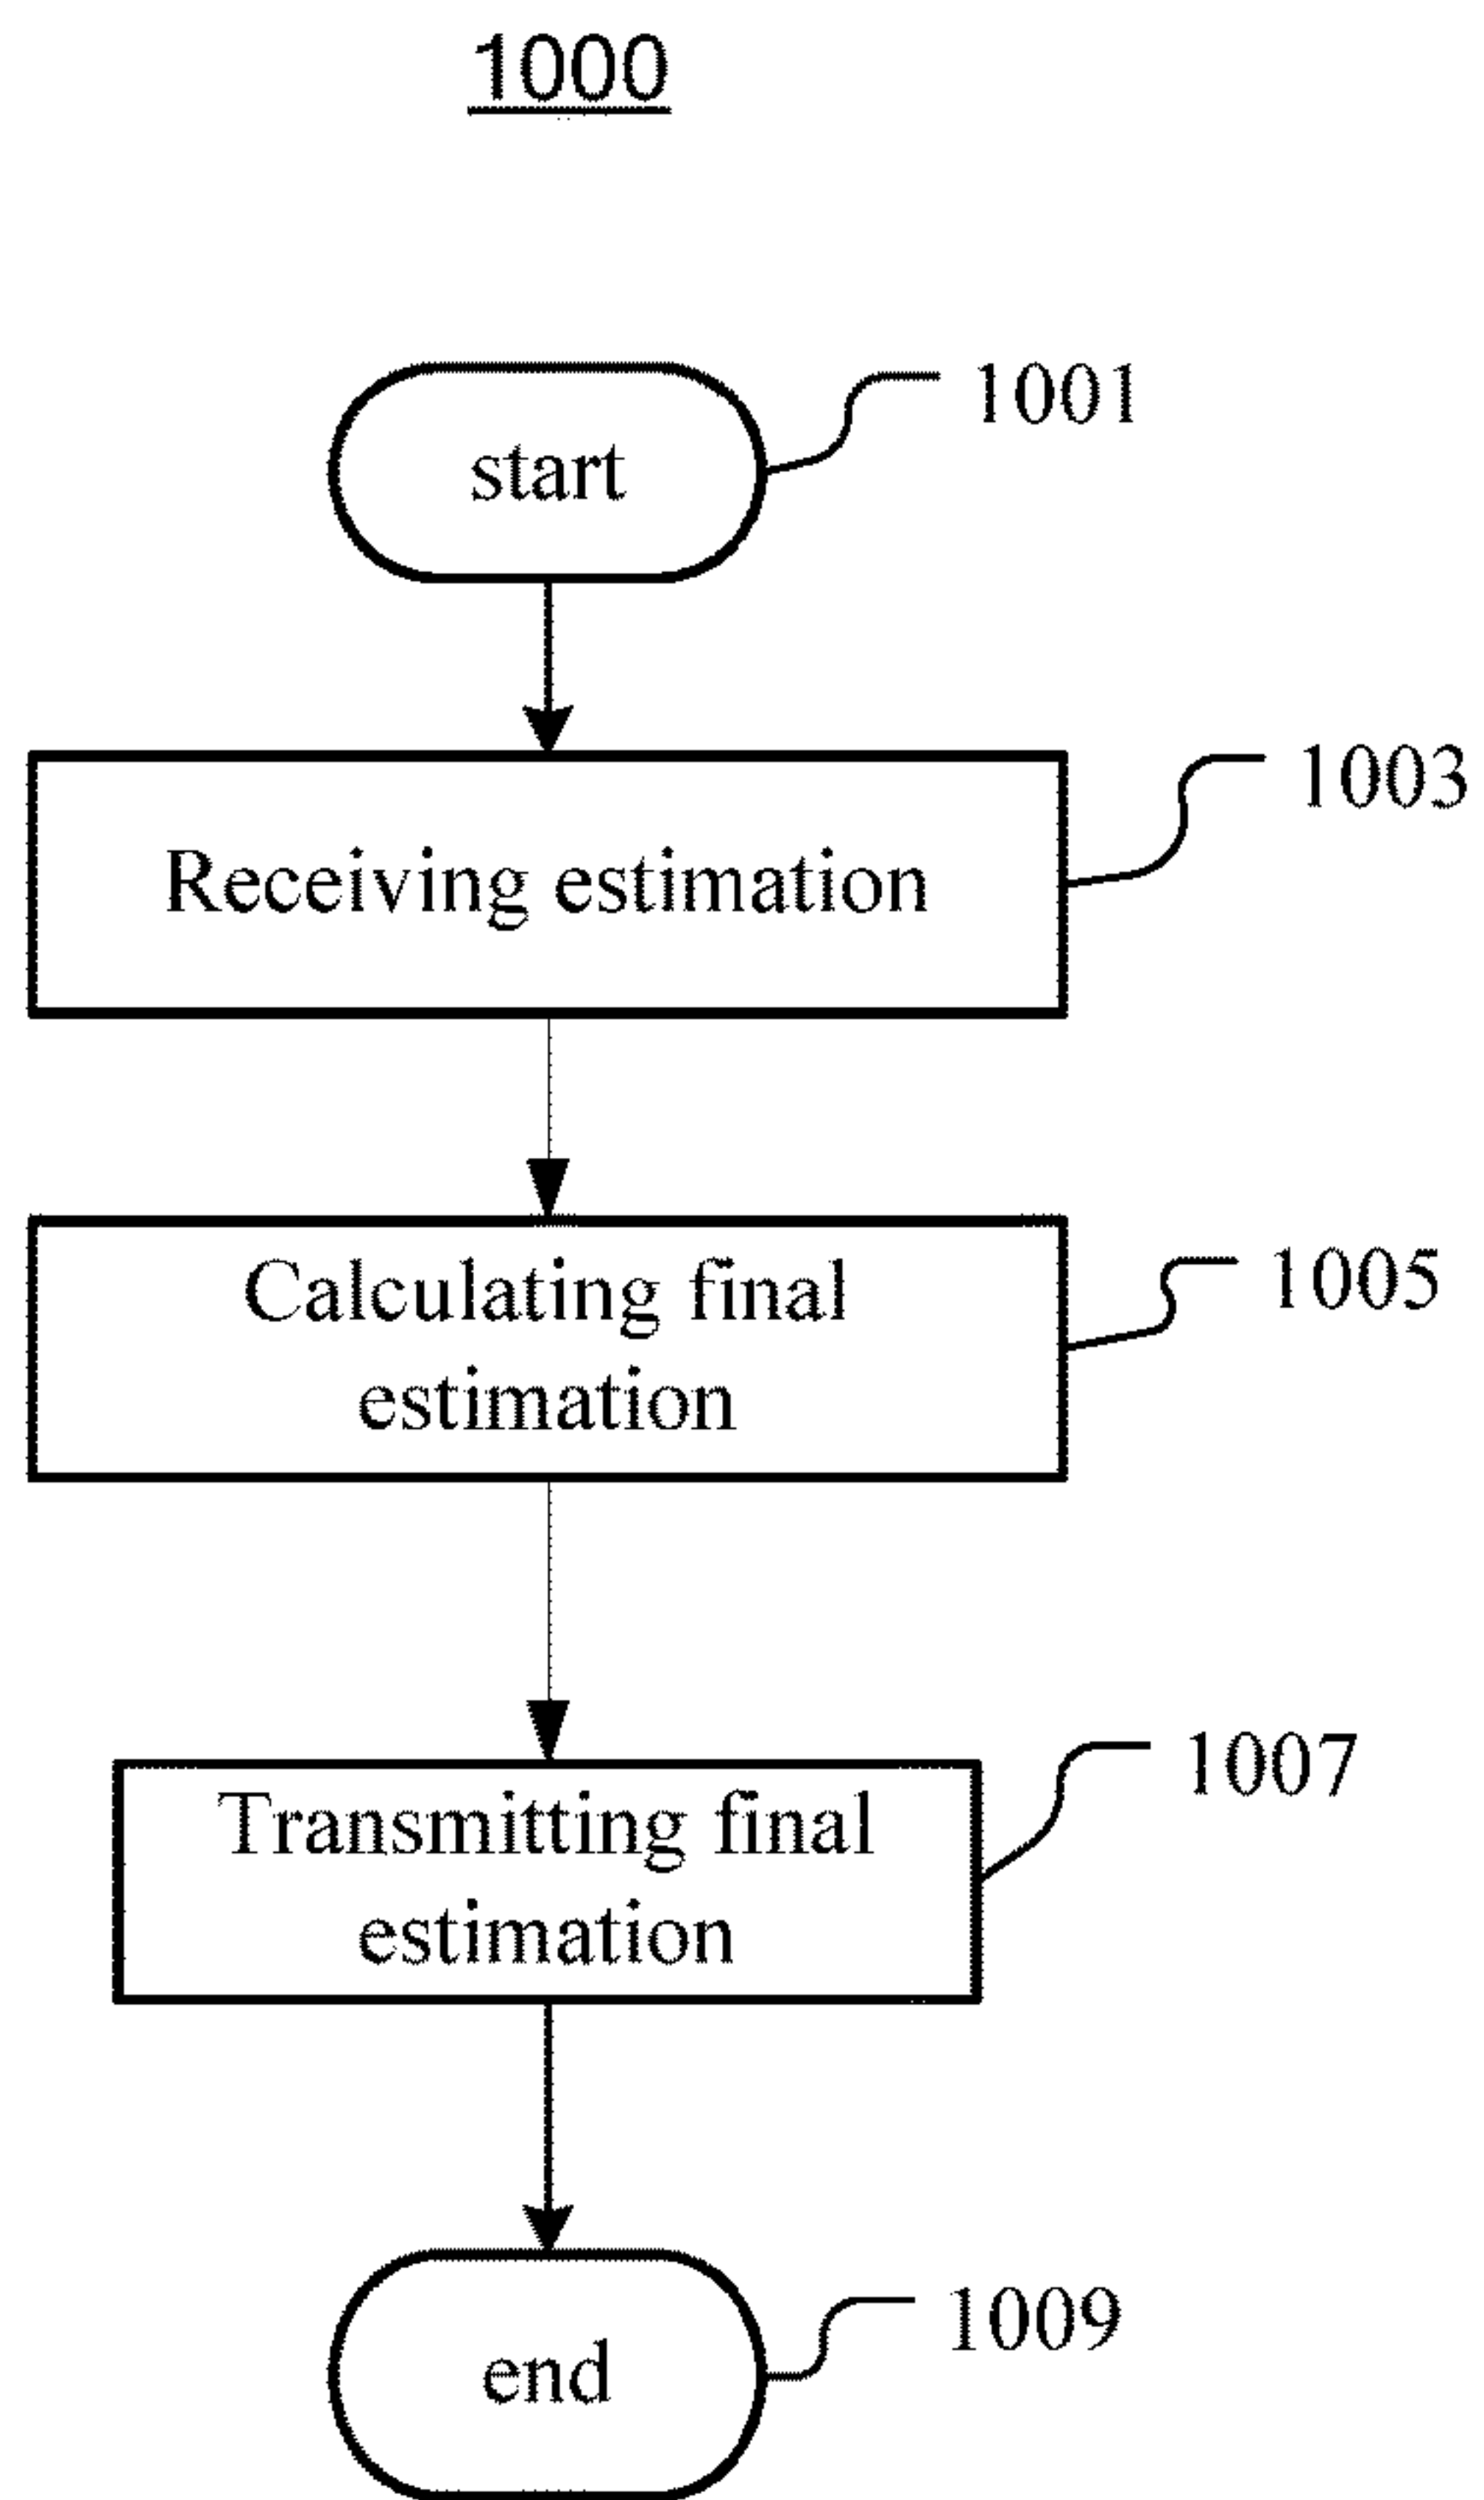 1000
start
1001
Receiving estimation
1003
Calculating final
estimation
1005
Transmitting final
estimation
1007
end
1009